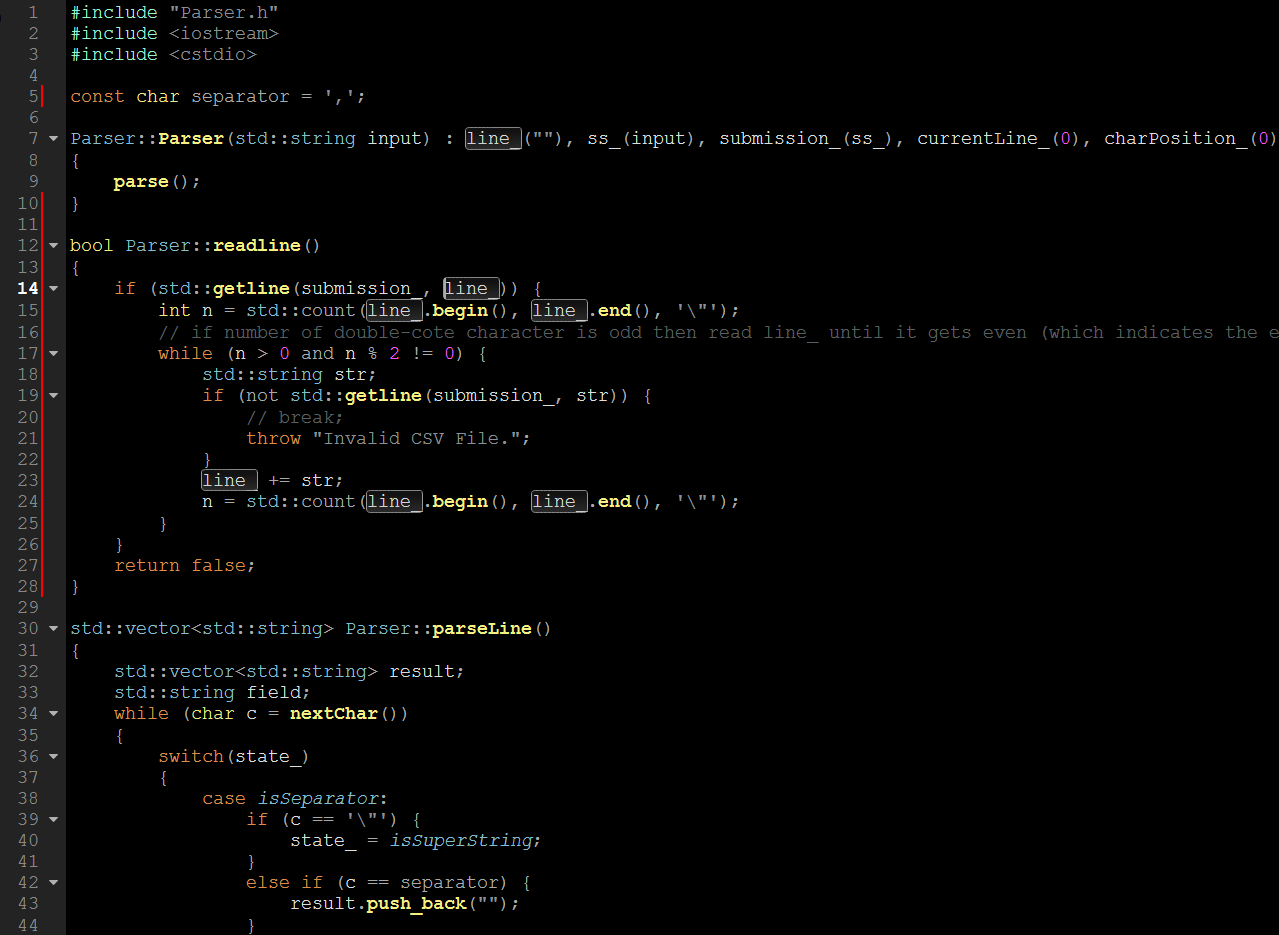 1 #include "Parser.h"
2 #include <iostream>
3 #include <cstdio>
4
5 const char separator = ',';
6
7 Parser::Parser(std::string input) : line_(""), ss_(input), submission_(ss_), currentLine_(0), charPosition_(0)
8 {
9     parse();
10 }
11
12 bool Parser::readline()
13 {
14     if (std::getline(submission_, line_)) {
15         int n = std::count(line_.begin(), line_.end(), '\"');
16         // if number of double-cote character is odd then read line_ until it gets even (which indicates the e
17         while (n > 0 and n % 2 != 0) {
18             std::string str;
19             if (not std::getline(submission_, str)) {
20                 // break;
21                 throw "Invalid CSV File.";
22             }
23             line_ += str;
24             n = std::count(line_.begin(), line_.end(), '\"');
25         }
26     }
27     return false;
28 }
29
30 std::vector<std::string> Parser::parseLine()
31 {
32     std::vector<std::string> result;
33     std::string field;
34     while (char c = nextChar())
35     {
36         switch(state_)
37         {
38             case isSeparator:
39                 if (c == '\"') {
40                     state_ = isSuperString;
41                 }
42                 else if (c == separator) {
43                     result.push_back("");
44                 }